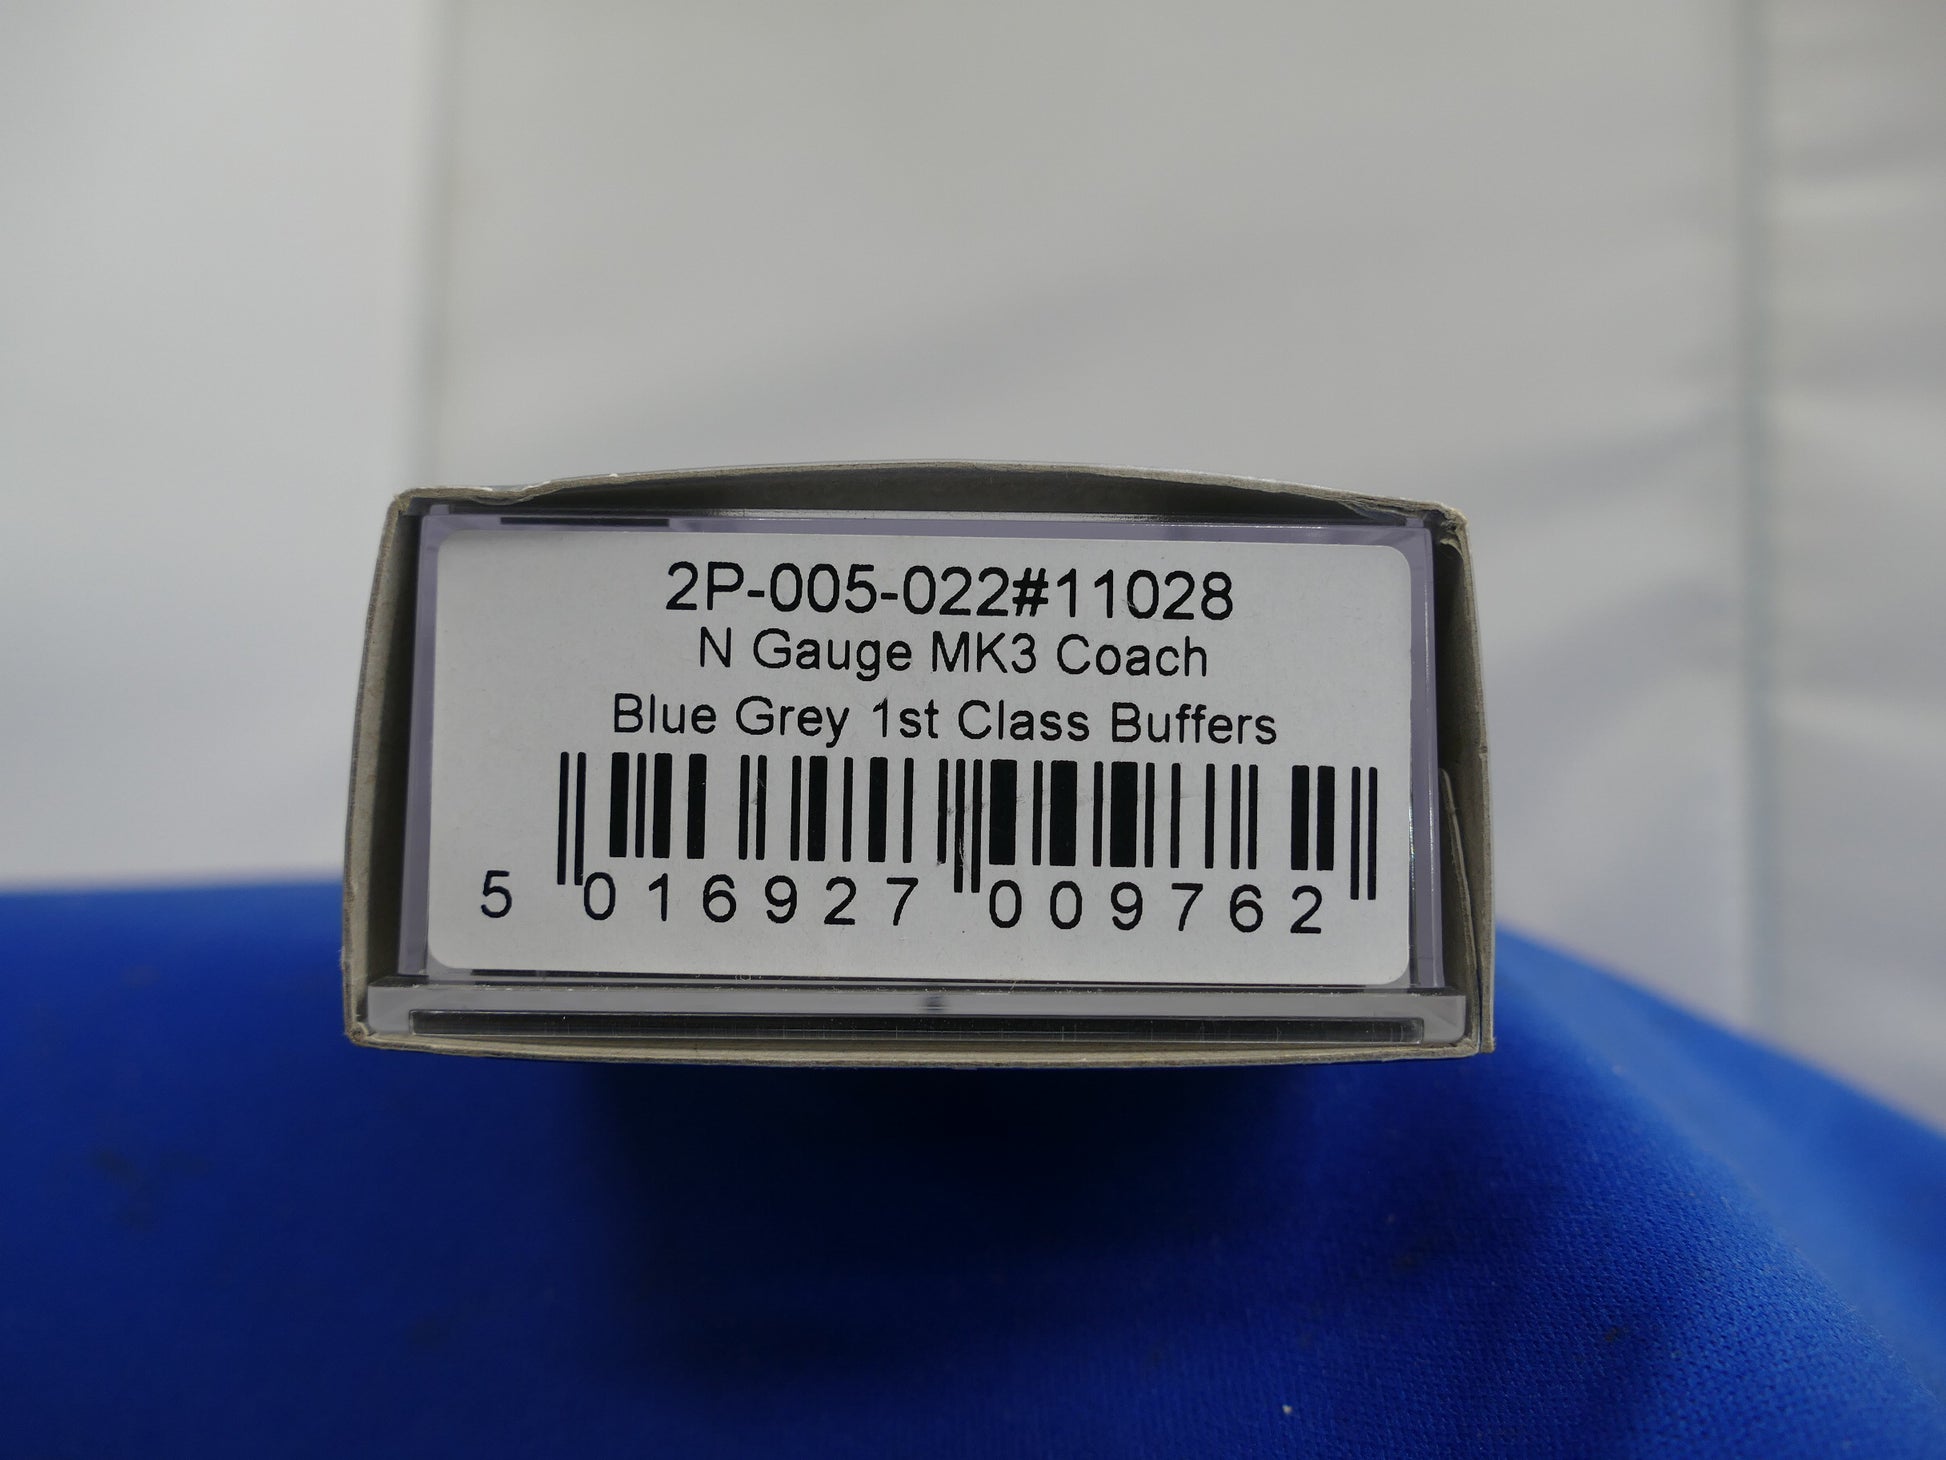 2P-005-022#11028
N Gauge MK3 Coach
Blue Grey 1st Class Buffers
5 016927 009762